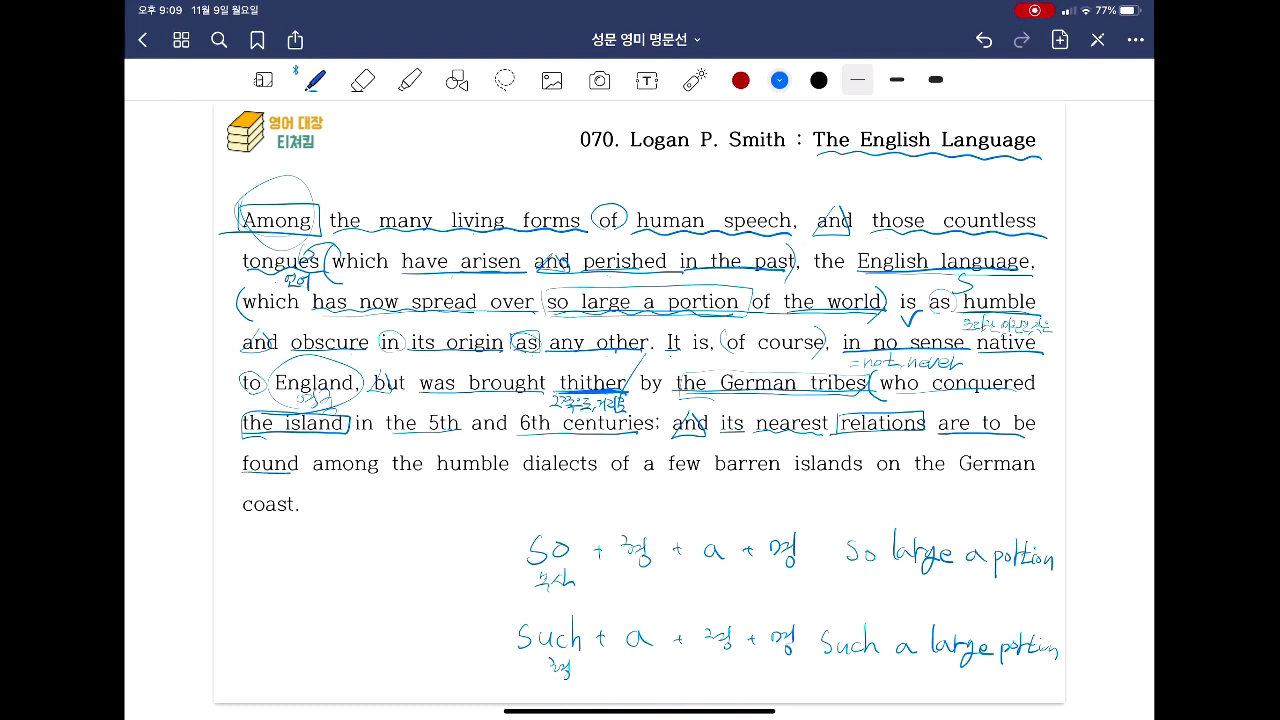 오후 9:09 11월 9일 월요일
77%
성문 영미 명문선
영어 대장
티쳐킴
070. Logan P. Smith : The English Language
Among the many living forms of human speech, and those countless
tongues which have arisen and perished in the past, the English language,
언어
which has now spread over so large a portion of the world, is as humble
and obscure in its origin as any other. It is, of course, in no sense native
= not, never
to England, but was brought thither by the German tribes who conquered
the island in the 5th and 6th centuries; and its nearest relations are to be
found among the humble dialects of a few barren islands on the German
coast.
so + 형 + a + 명 so large a portion
부사
such + a + 형 + 명 such a large portion
형